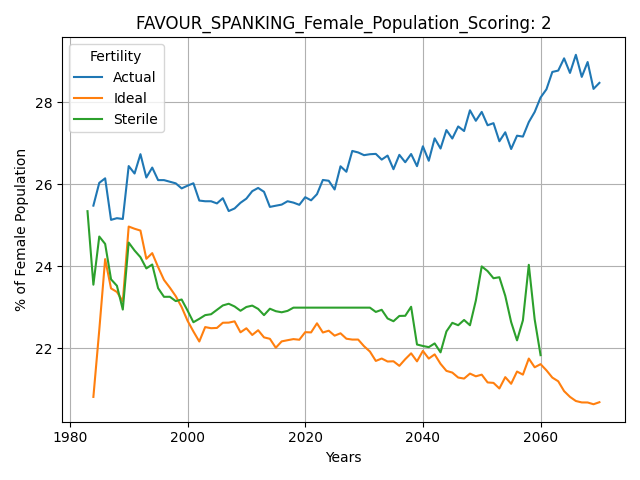 FAVOUR_SPANKING_Female_Population_Scoring: 2
Fertility
Actual
Ideal
Sterile
% of Female Population
28
26
24
22
1980
2000
2020
2040
2060
Years